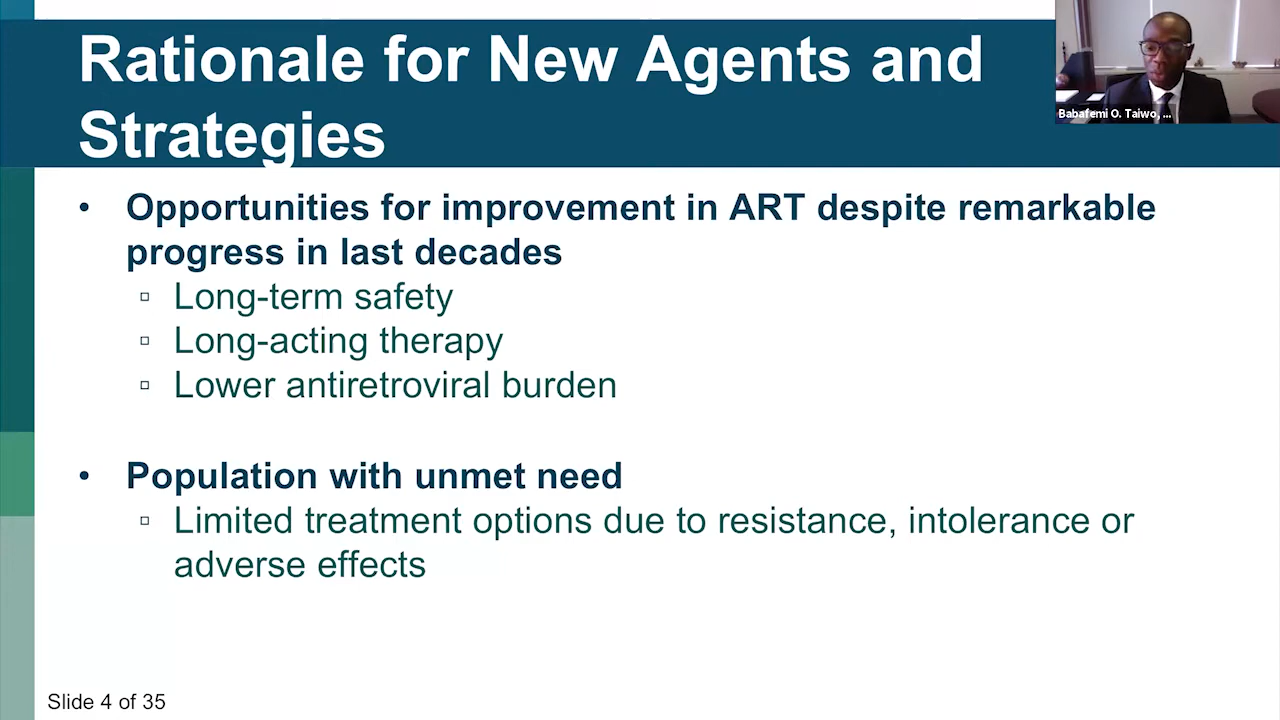 Rationale for New Agents and
Strategies
Babafemi O. Taiwo, ...
• Opportunities for improvement in ART despite remarkable
progress in last decades
▫ Long-term safety
▫ Long-acting therapy
▫ Lower antiretroviral burden
• Population with unmet need
▫ Limited treatment options due to resistance, intolerance or
adverse effects
Slide 4 of 35